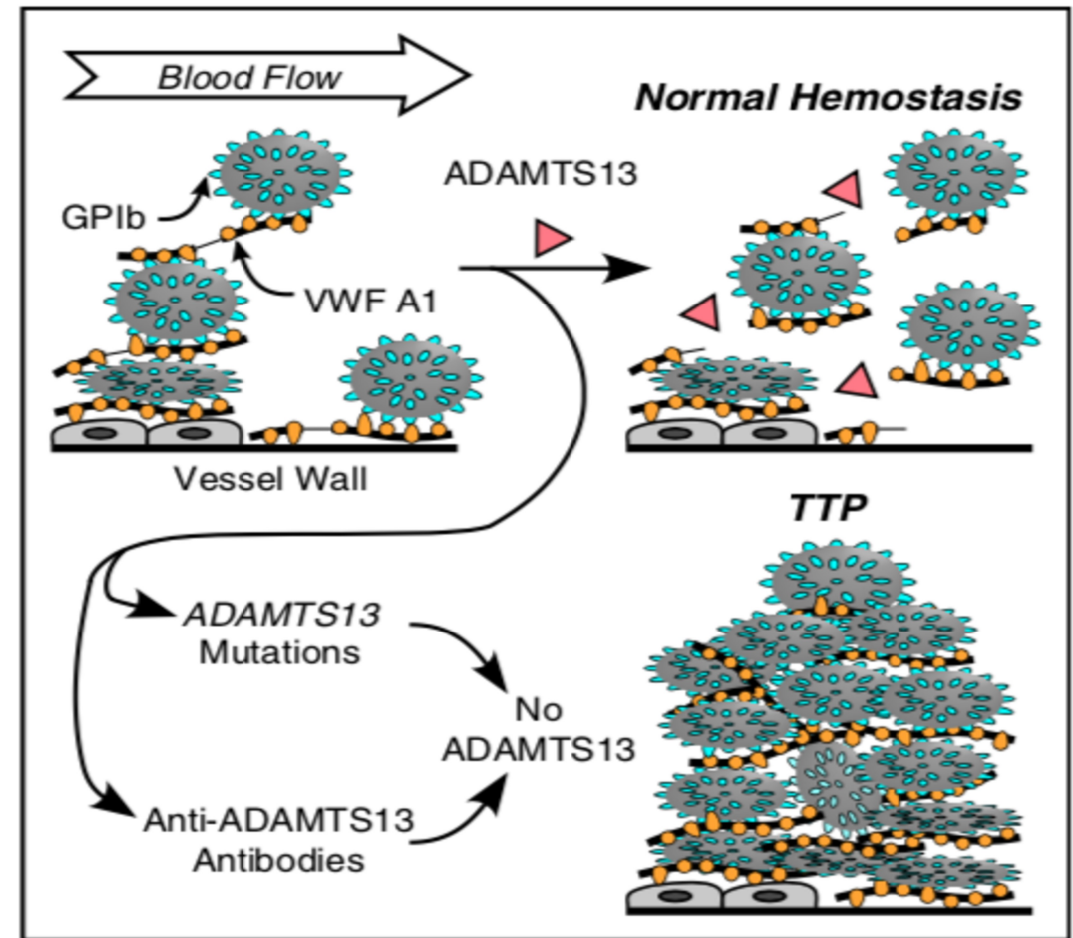 Blood Flow
Normal Hemostasis
ADAMTS13
GPIb
VWF A1
Vessel Wall
TTP
ADAMTS13
Mutations
No
ADAMTS13
Anti-ADAMTS13
Antibodies